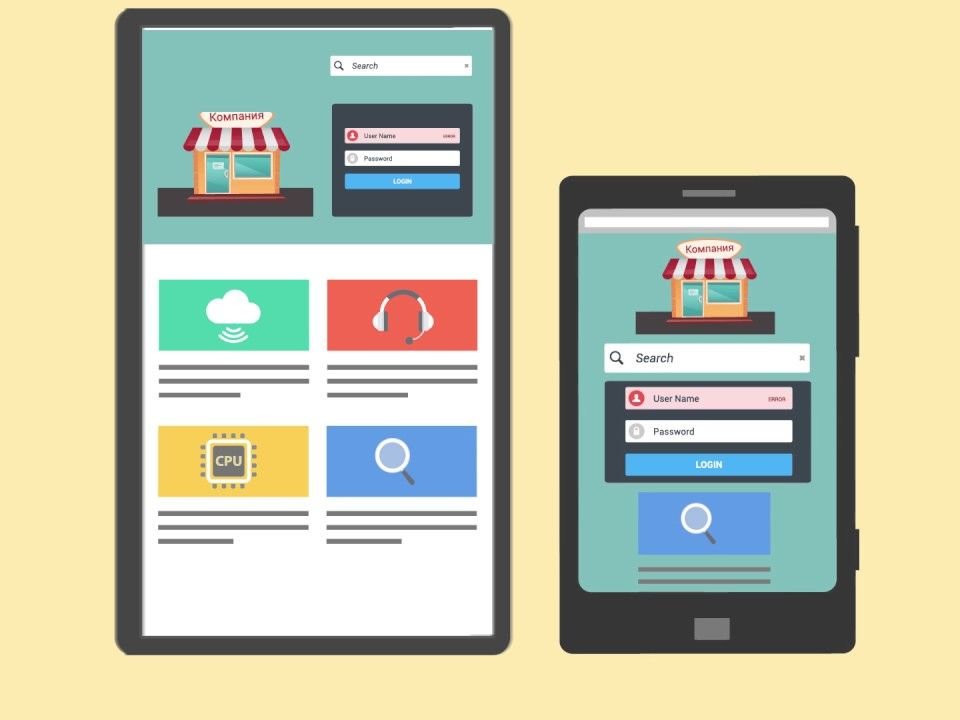 Search
Компания
User Name ERROR
Password
LOGIN
CPU
Компания
Search
User Name ERROR
Password
LOGIN